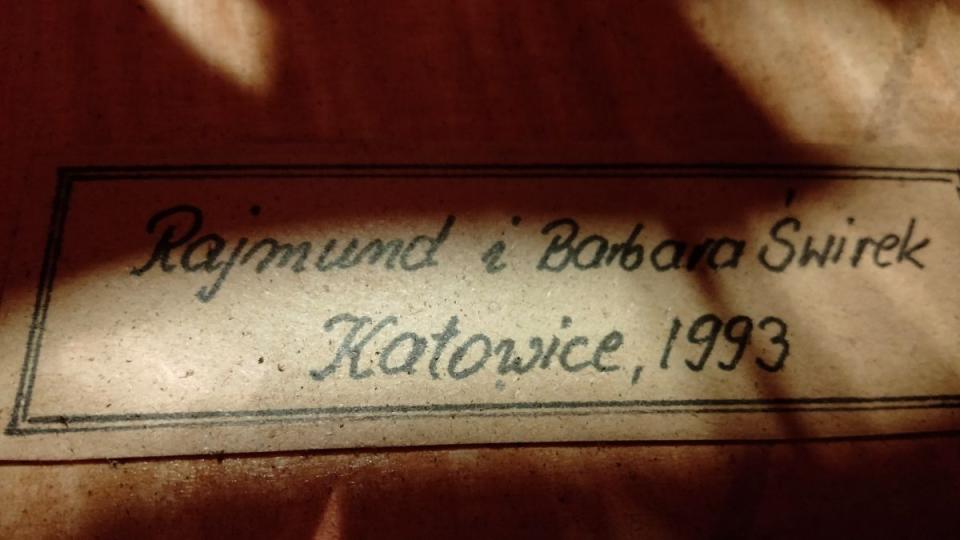 Rajmund i Barbara Świrek
Katowice, 1993